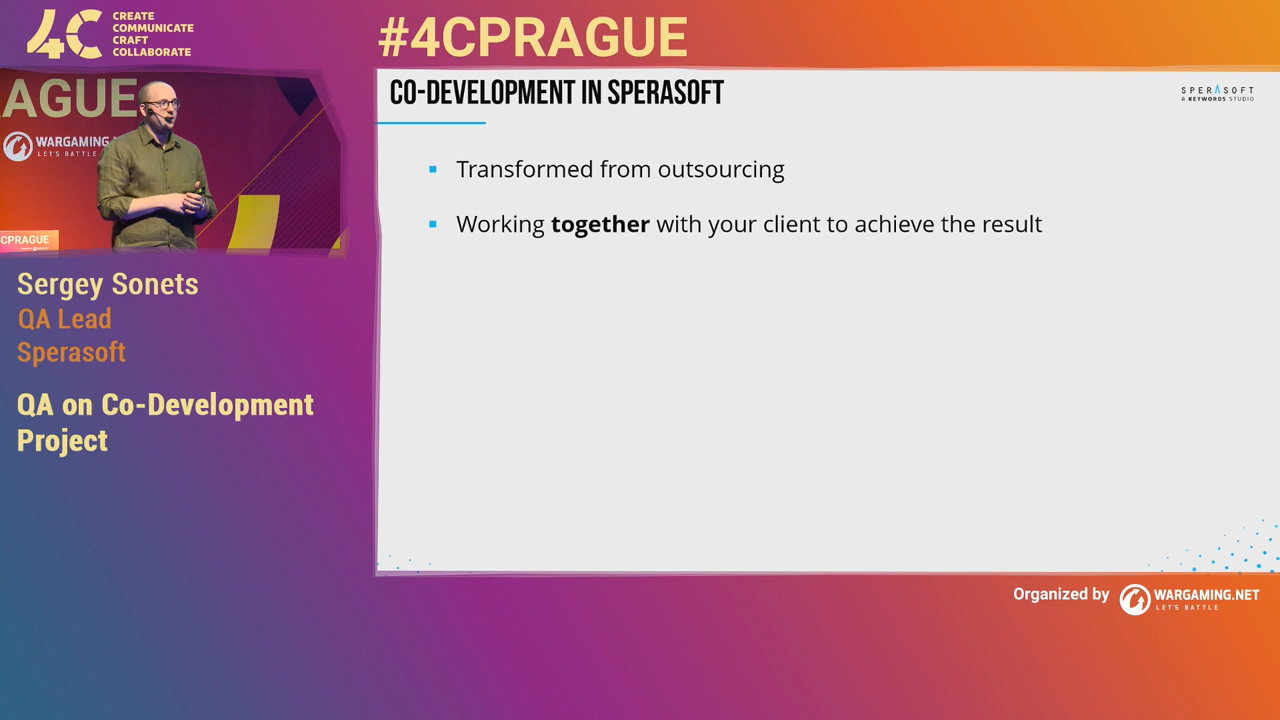 4C
CREATE
COMMUNICATE
CRAFT
COLLABORATE
#4CPRAGUE
AGUE
WARGAMING
LET'S BATTLE
CPRAGUE
Sergey Sonets
QA Lead
Sperasoft
QA on Co-Development
Project
CO-DEVELOPMENT IN SPERASOFT
SPERASOFT
A KEYWORDS STUDIO
Transformed from outsourcing
Working together with your client to achieve the result
Organized by
WARGAMING.NET
LET'S BATTLE